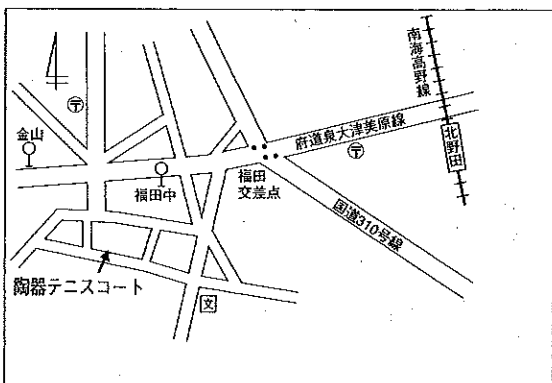 南海高野線
〒
金山
府道泉大津美原線
〒
北野田
福田中
福田
交差点
国道310号線
陶器テニスコート
文